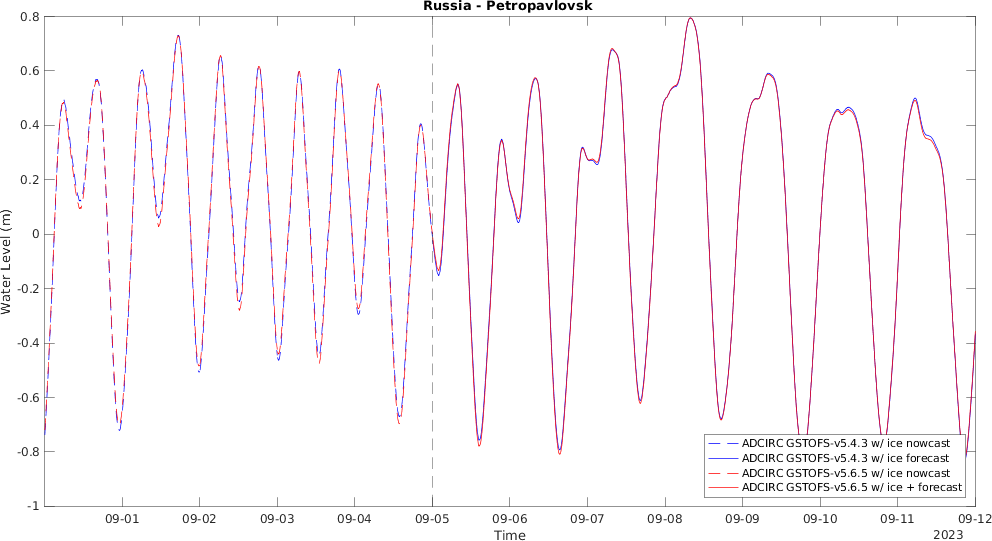 Russia - Petropavlovsk
0.8
0.6
0.4
0.2
0
-0.2
-0.4
-0.6
-0.8
-1
Water Level (m)
ADCIRC GSTOFS-v5.4.3 w/ ice nowcast
ADCIRC GSTOFS-v5.4.3 w/ ice forecast
ADCIRC GSTOFS-v5.6.5 w/ ice nowcast
ADCIRC GSTOFS-v5.6.5 w/ ice + forecast
09-01 09-02 09-03 09-04 09-05 09-06 09-07 09-08 09-09 09-10 09-11 09-12
Time
2023